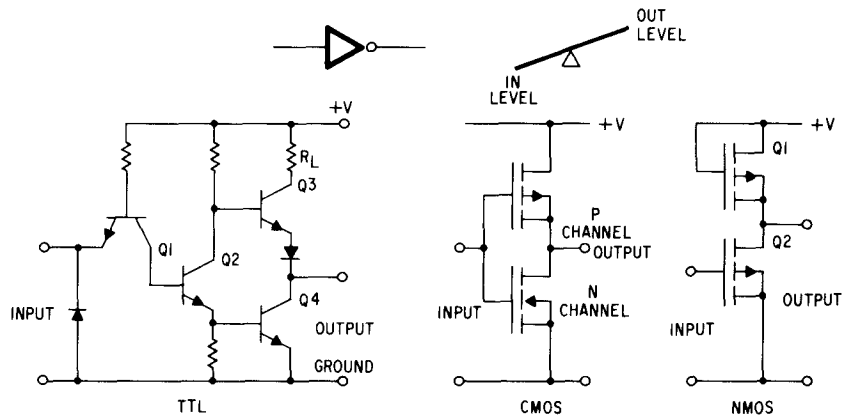 OUT
LEVEL
IN
LEVEL
+V
RL
Q3
Q1
Q2
Q4
INPUT
OUTPUT
GROUND
TTL
+V
P
CHANNEL
OUTPUT
N
CHANNEL
INPUT
CMOS
+V
Q1
Q2
INPUT
OUTPUT
NMOS